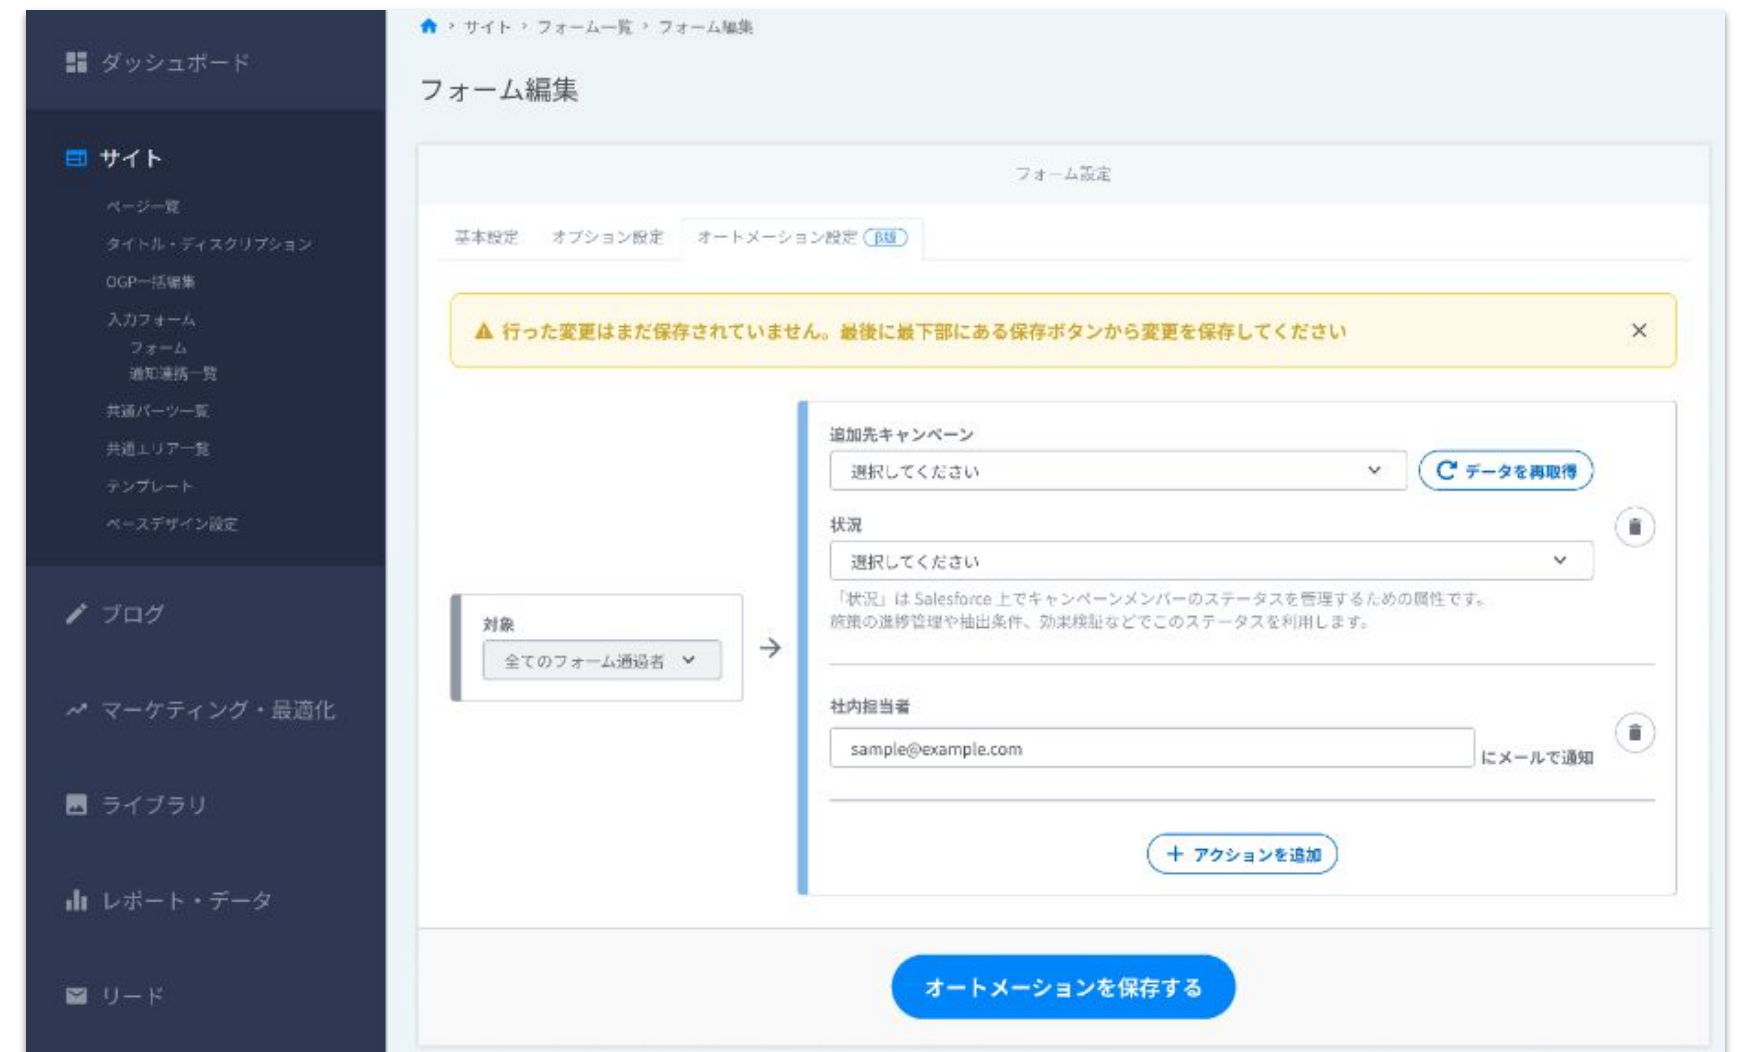 ダッシュボード
サイト
ページ一覧
タイトル・ディスクリプション
OGP一括編集
入力フォーム
フォーム
通知連携一覧
共通パーツ一覧
共通エリア一覧
テンプレート
ベースデザイン設定
ブログ
マーケティング・最適化
ライブラリ
レポート・データ
リード
サイト › フォーム一覧 › フォーム編集
フォーム編集
フォーム設定
基本設定 オプション設定 オートメーション設定 β版
行った変更はまだ保存されていません。最後に最下部にある保存ボタンから変更を保存してください
対象
全てのフォーム通過者
追加先キャンペーン
選択してください データを再取得
状況
選択してください
「状況」は Salesforce 上でキャンペーンメンバーのステータスを管理するための属性です。
施策の進捗管理や抽出条件、効果検証などでこのステータスを利用します。
社内担当者
sample@example.com にメールで通知
アクションを追加
オートメーションを保存する